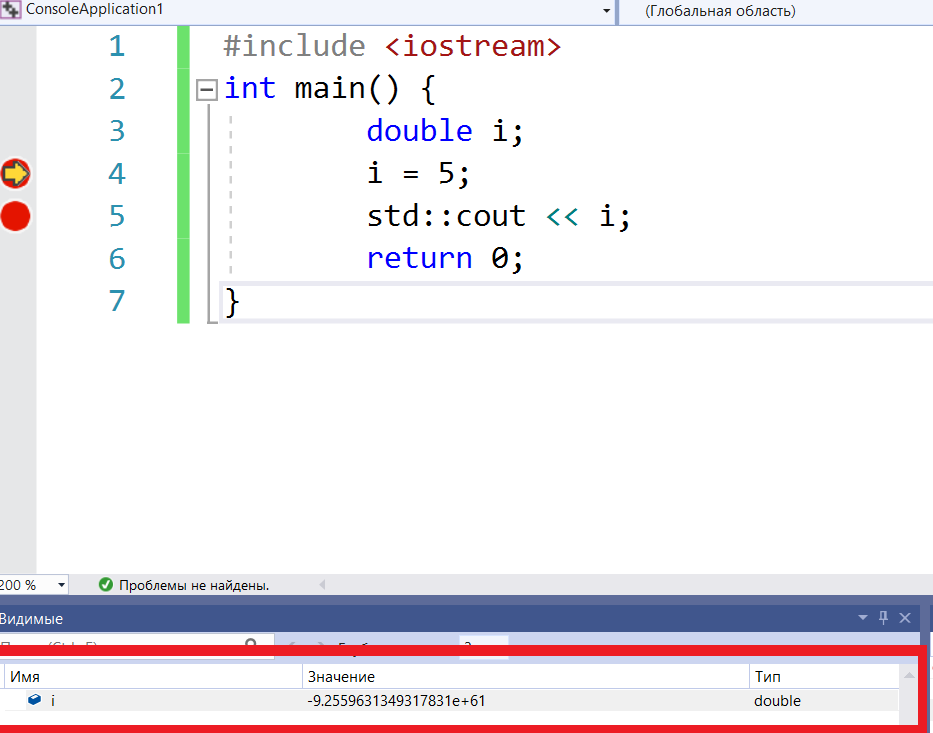 ConsoleApplication1 (Глобальная область)
1 #include <iostream>
2 int main() {
3 double i;
4 i = 5;
5 std::cout << i;
6 return 0;
7 }
200 % Проблемы не найдены.
Видимые
Имя Значение Тип
i -9.2559631349317831e+61 double